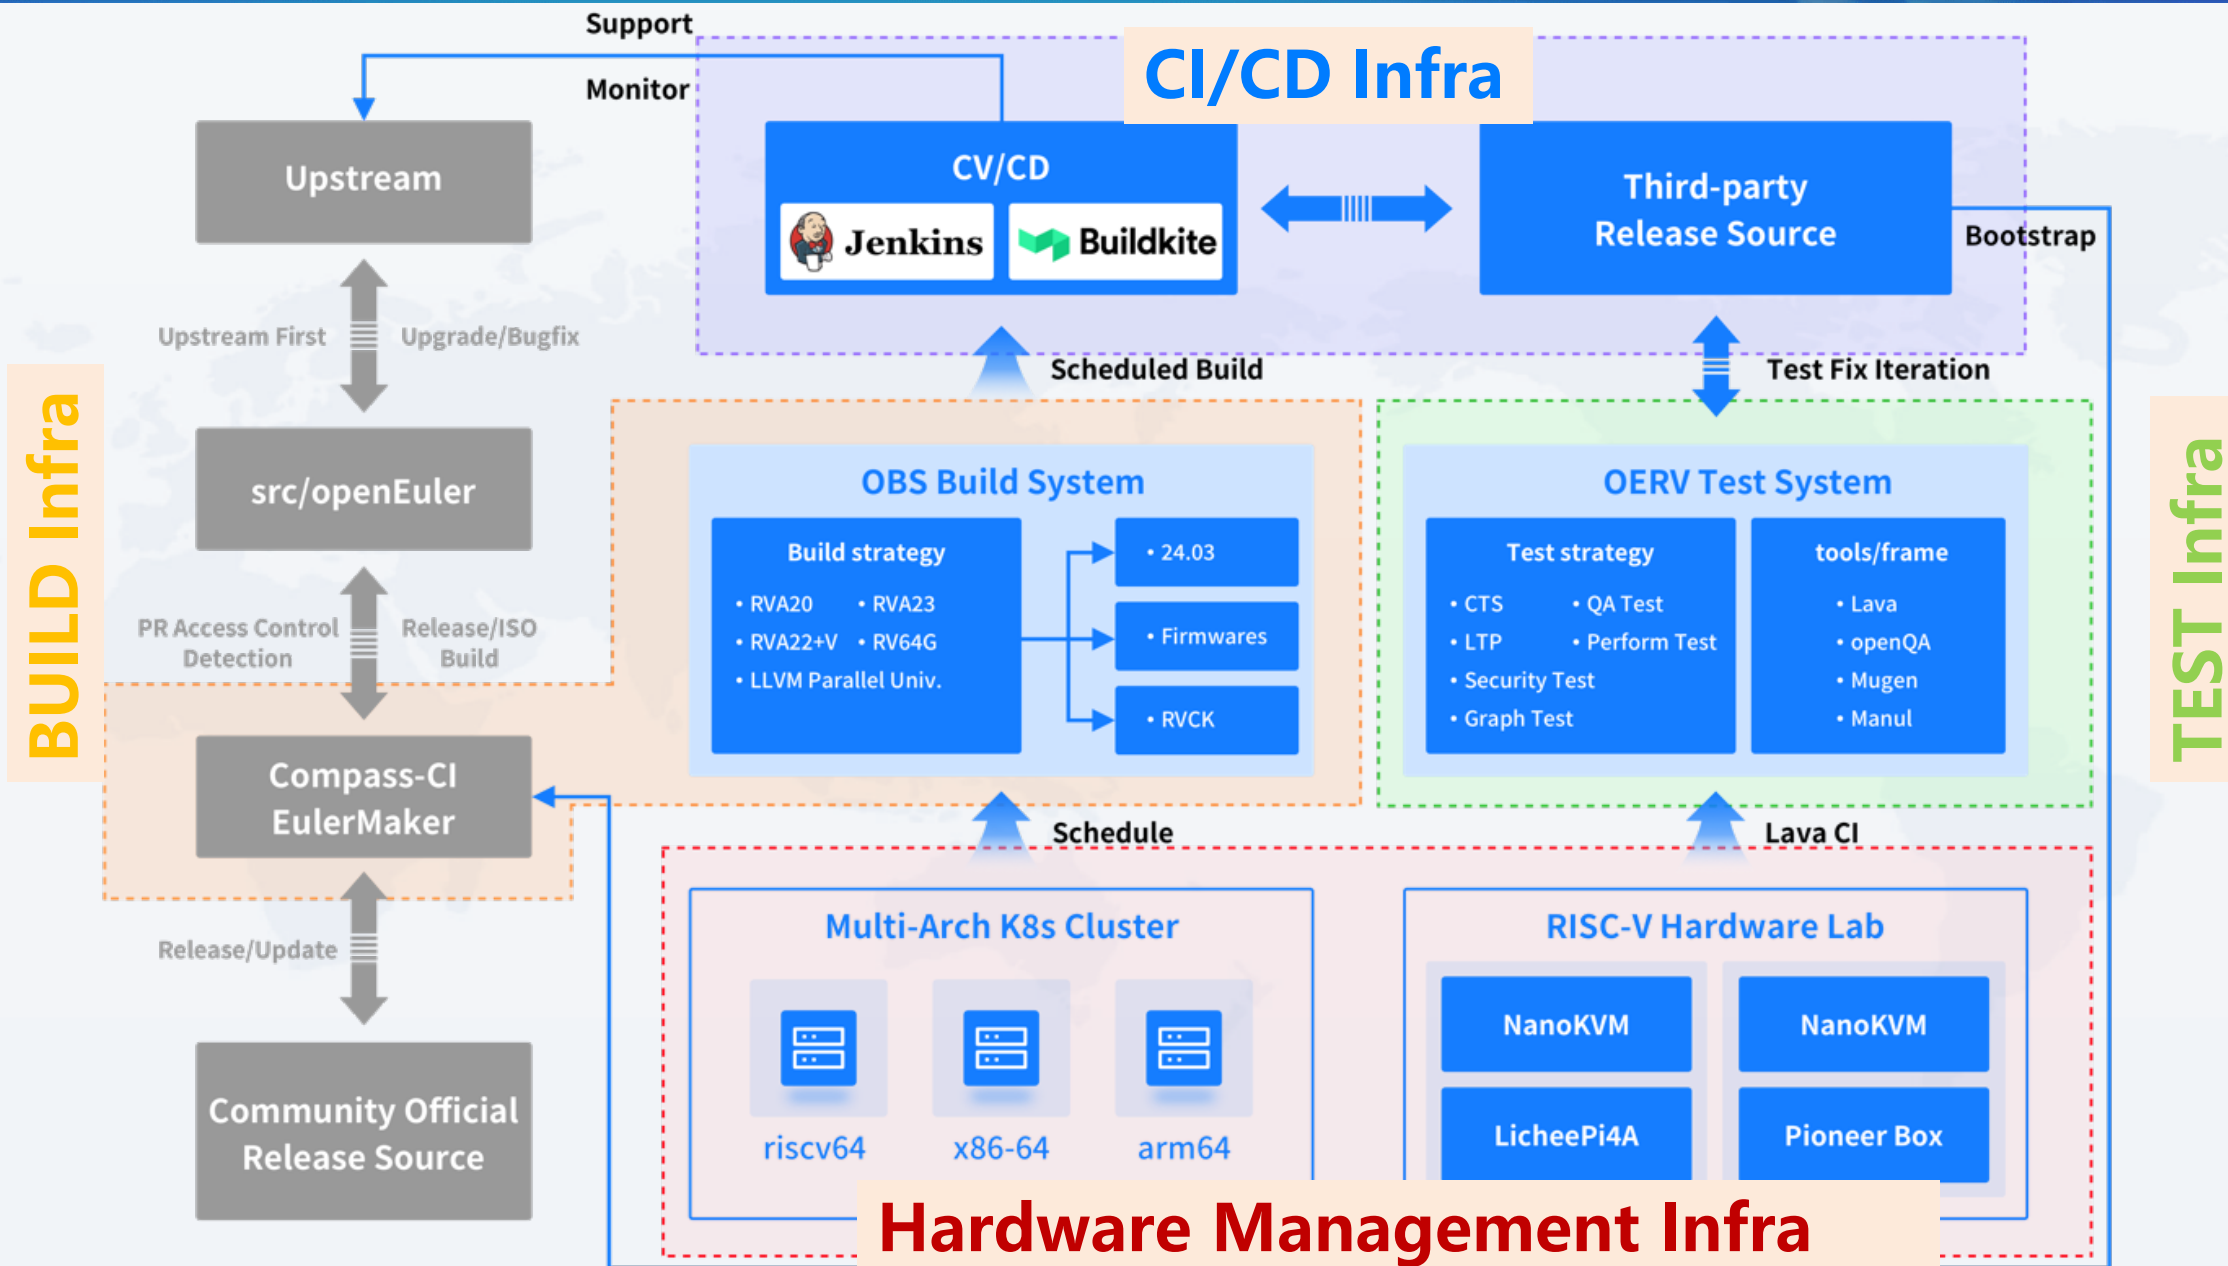 Support
Monitor
CI/CD Infra
Upstream
CV/CD
Jenkins
Buildkite
Third-party
Release Source
Bootstrap
Upstream First
Upgrade/Bugfix
Scheduled Build
Test Fix Iteration
BUILD Infra
TEST Infra
src/openEuler
PR Access Control
Detection
Release/ISO
Build
OBS Build System
Build strategy
• RVA20
• RVA23
• RVA22+V
• RV64G
• LLVM Parallel Univ.
• 24.03
• Firmwares
• RVCK
OERV Test System
Test strategy
• CTS
• QA Test
• LTP
• Perform Test
• Security Test
• Graph Test
tools/frame
• Lava
• openQA
• Mugen
• Manul
Compass-CI
EulerMaker
Schedule
Lava CI
Release/Update
Community Official
Release Source
Multi-Arch K8s Cluster
riscv64
x86-64
arm64
RISC-V Hardware Lab
NanoKVM
NanoKVM
LicheePi4A
Pioneer Box
Hardware Management Infra